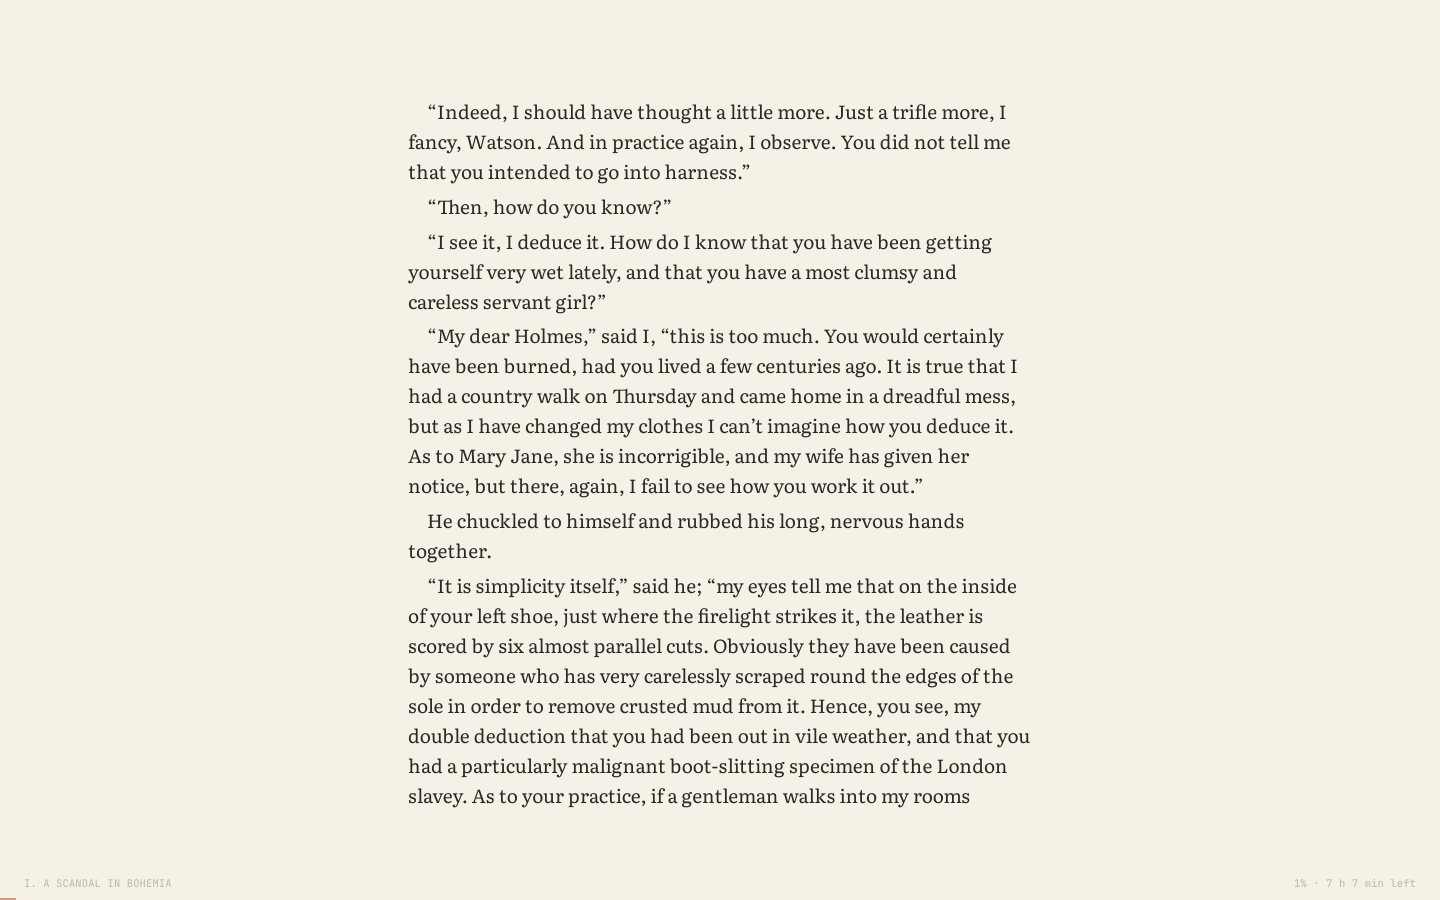 “Indeed, I should have thought a little more. Just a trifle more, I
fancy, Watson. And in practice again, I observe. You did not tell me
that you intended to go into harness.”
“Then, how do you know?”
“I see it, I deduce it. How do I know that you have been getting
yourself very wet lately, and that you have a most clumsy and
careless servant girl?”
“My dear Holmes,” said I, “this is too much. You would certainly
have been burned, had you lived a few centuries ago. It is true that I
had a country walk on Thursday and came home in a dreadful mess,
but as I have changed my clothes I can’t imagine how you deduce it.
As to Mary Jane, she is incorrigible, and my wife has given her
notice, but there, again, I fail to see how you work it out.”
He chuckled to himself and rubbed his long, nervous hands
together.
“It is simplicity itself,” said he; “my eyes tell me that on the inside
of your left shoe, just where the firelight strikes it, the leather is
scored by six almost parallel cuts. Obviously they have been caused
by someone who has very carelessly scraped round the edges of the
sole in order to remove crusted mud from it. Hence, you see, my
double deduction that you had been out in vile weather, and that you
had a particularly malignant boot-slitting specimen of the London
slavey. As to your practice, if a gentleman walks into my rooms
I. A SCANDAL IN BOHEMIA
1% · 7 h 7 min left